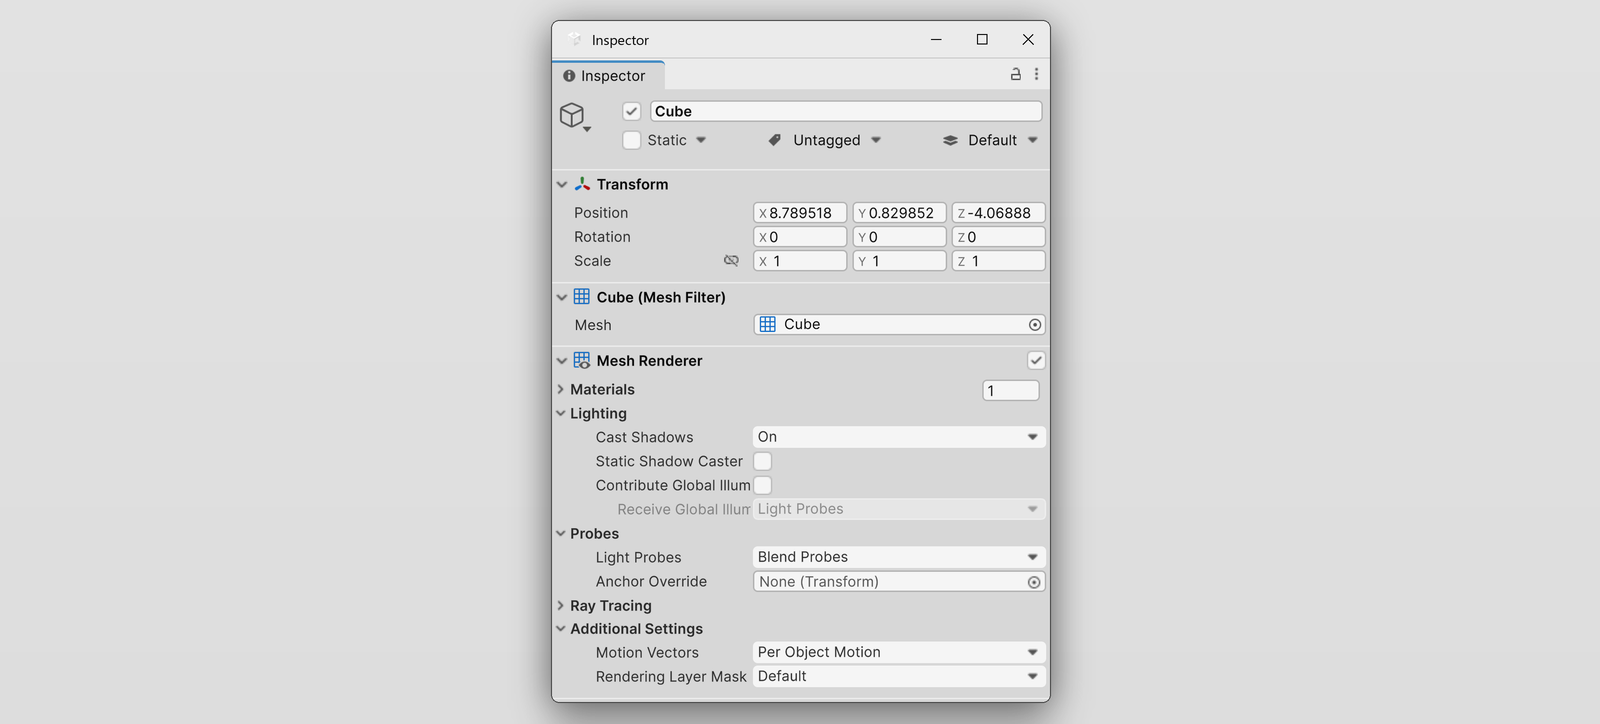 Inspector
Inspector
Cube
Static Untagged Default
Transform
Position X 8.789518 Y 0.829852 Z -4.06888
Rotation X 0 Y 0 Z 0
Scale X 1 Y 1 Z 1
Cube (Mesh Filter)
Mesh Cube
Mesh Renderer
Materials 1
Lighting
Cast Shadows On
Static Shadow Caster
Contribute Global Illum
Receive Global Illum Light Probes
Probes
Light Probes Blend Probes
Anchor Override None (Transform)
Ray Tracing
Additional Settings
Motion Vectors Per Object Motion
Rendering Layer Mask Default